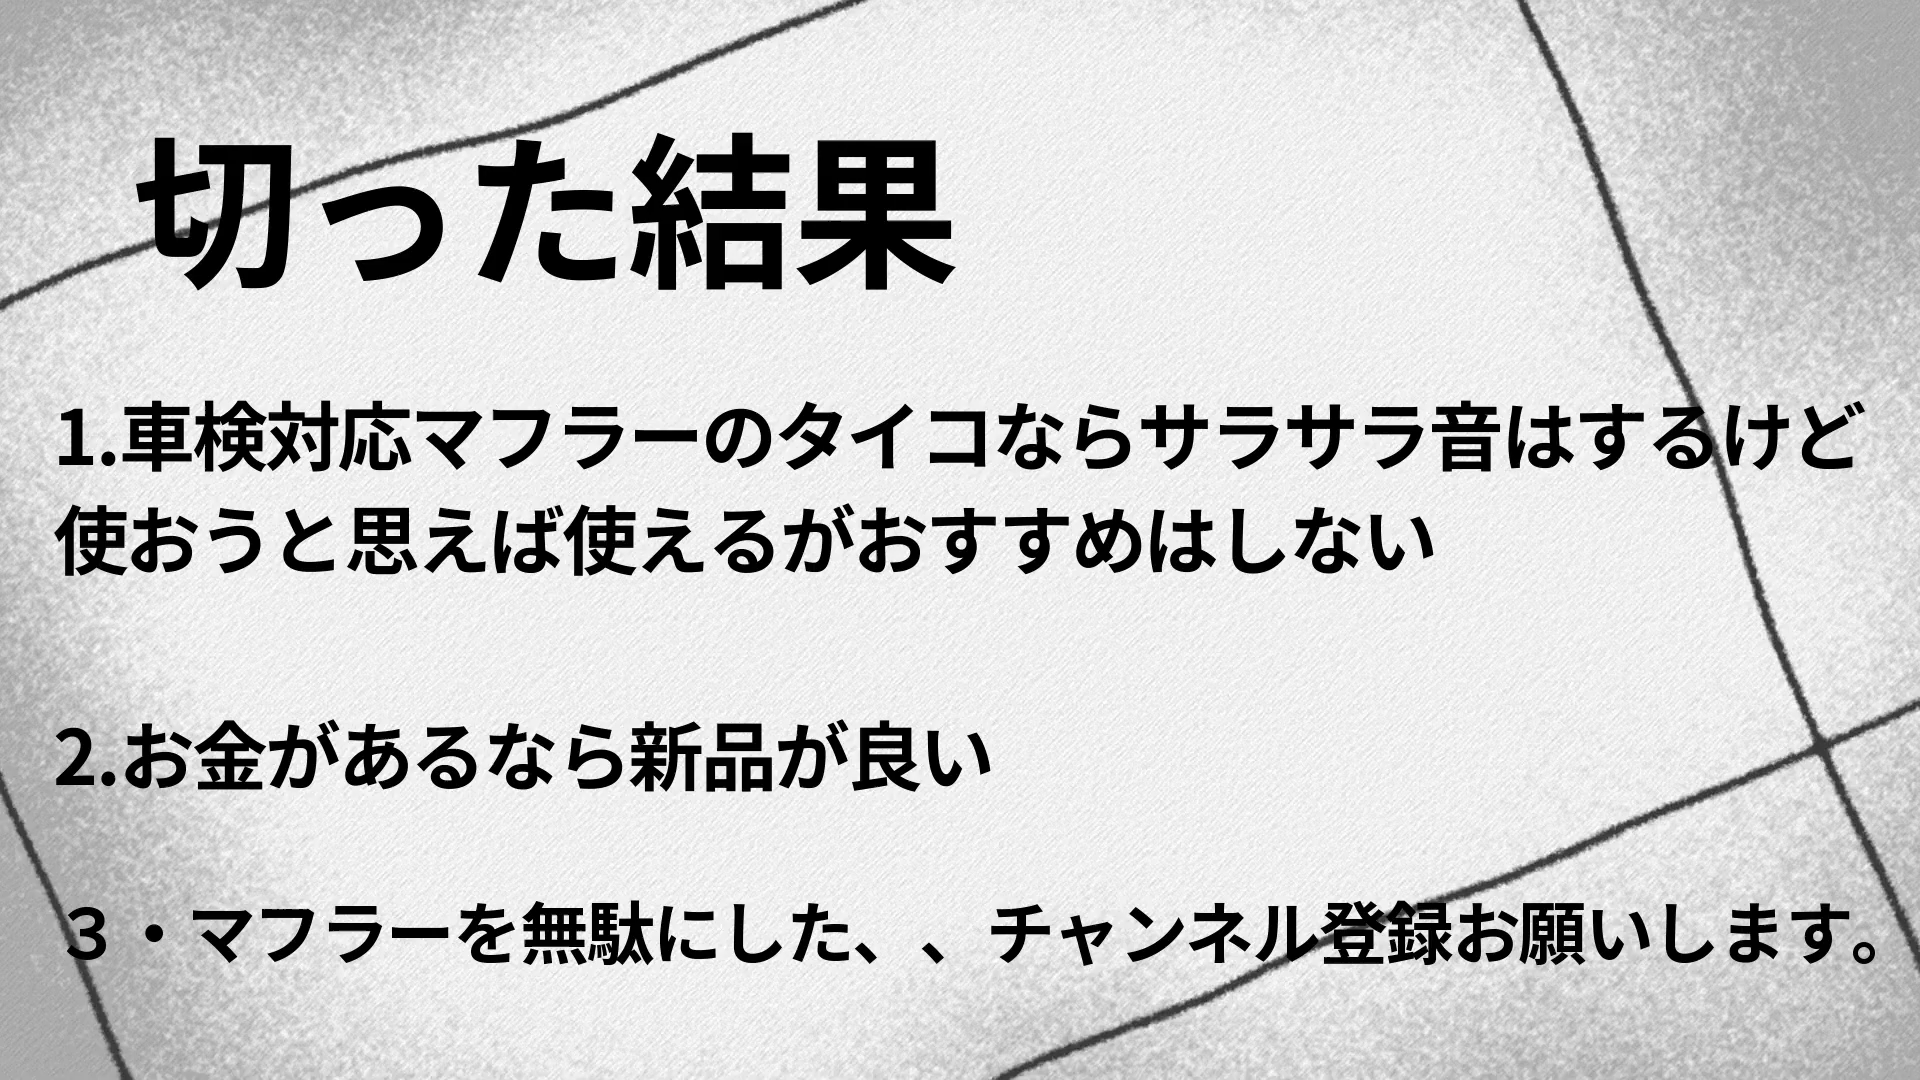 切った結果
1.車検対応マフラーのタイコならサラサラ音はするけど
使おうと思えば使えるがおすすめはしない
2.お金があるなら新品が良い
３・マフラーを無駄にした、、チャンネル登録お願いします。